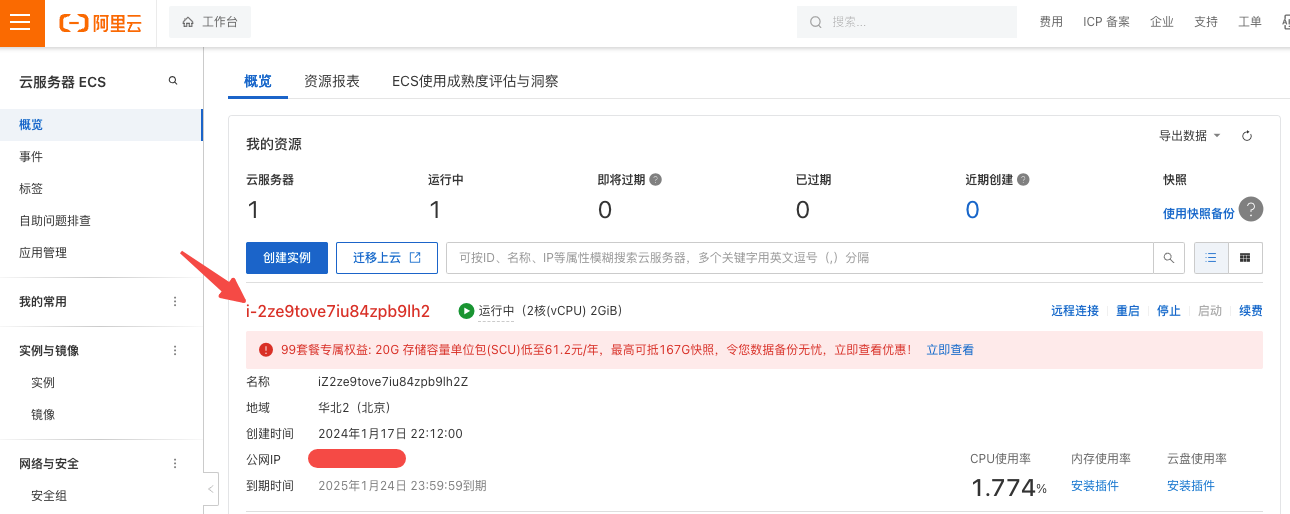 阿里云 工作台 搜索... 费用 ICP 备案 企业 支持 工单
云服务器 ECS
概览
事件
标签
自助问题排查
应用管理
我的常用
实例与镜像
实例
镜像
网络与安全
安全组
概览 资源报表 ECS使用成熟度评估与洞察
我的资源 导出数据
云服务器 运行中 即将过期 ? 已过期 近期创建 ? 快照
1 1 0 0 0 使用快照备份 ?
创建实例 迁移上云 可按ID、名称、IP等属性模糊搜索云服务器，多个关键字用英文逗号（,）分隔
i-2ze9tove7iu84zpb9lh2 运行中 (2核(vCPU) 2GiB) 远程连接 重启 停止 启动 续费
99套餐专属权益: 20G 存储容量单位包(SCU)低至61.2元/年，最高可抵167G快照，令您数据备份无忧，立即查看优惠！ 立即查看
名称 iZ2ze9tove7iu84zpb9lh2Z
地域 华北2（北京）
创建时间 2024年1月17日 22:12:00
公网IP
到期时间 2025年1月24日 23:59:59到期
CPU使用率 内存使用率 云盘使用率
1.774% 安装插件 安装插件